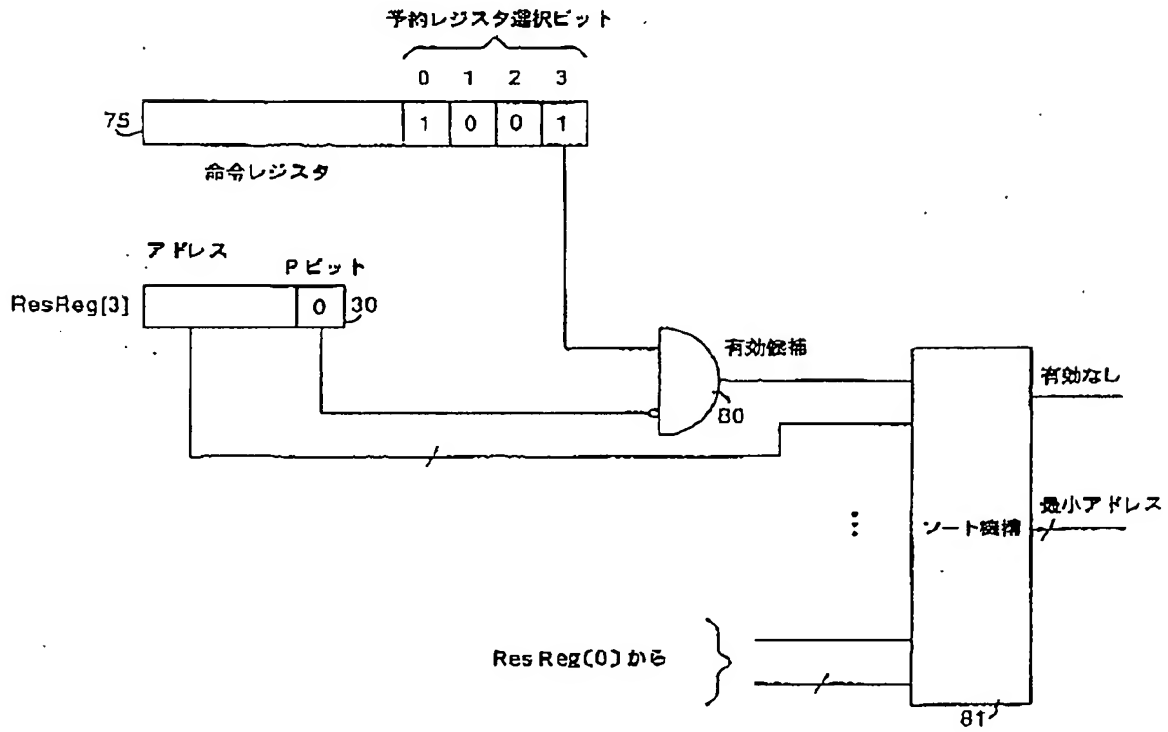 予約レジスタ選択ビット
0 1 2 3
75
1 0 0 1
命令レジスタ
アドレス
Pビット
ResReg[3]
0
30
有効候補
80
有効なし
最小アドレス
ソート機構
⋮
ResReg[0]から
81